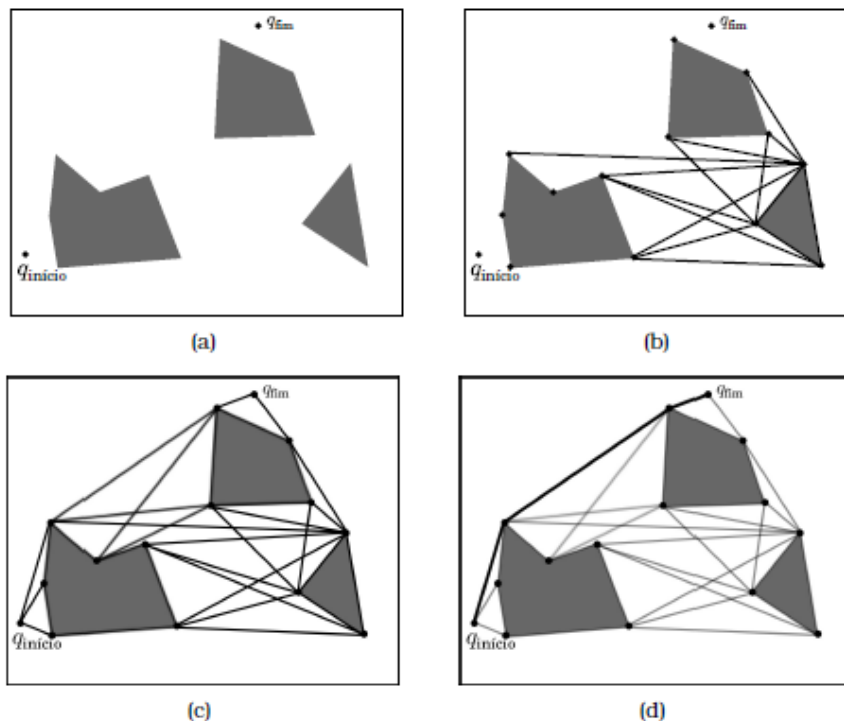 q_fim
q_início
(a)
q_fim
q_início
(b)
q_fim
q_início
(c)
q_fim
q_início
(d)